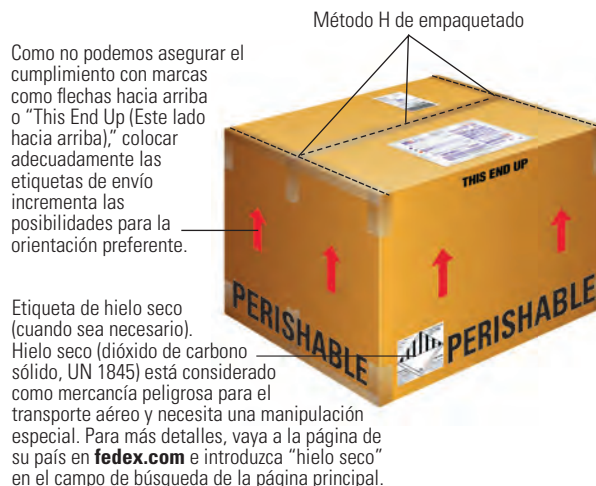 Método H de empaquetado
Como no podemos asegurar el
cumplimiento con marcas
como flechas hacia arriba
o “This End Up (Este lado
hacia arriba),” colocar
adecuadamente las
etiquetas de envío
incrementa las
posibilidades para la
orientación preferente.
THIS END UP
PERISHABLE
PERISHABLE
Etiqueta de hielo seco
(cuando sea necesario).
Hielo seco (dióxido de carbono
sólido, UN 1845) está considerado
como mercancía peligrosa para el
transporte aéreo y necesita una manipulación
especial. Para más detalles, vaya a la página de
su país en fedex.com e introduzca “hielo seco”
en el campo de búsqueda de la página principal.